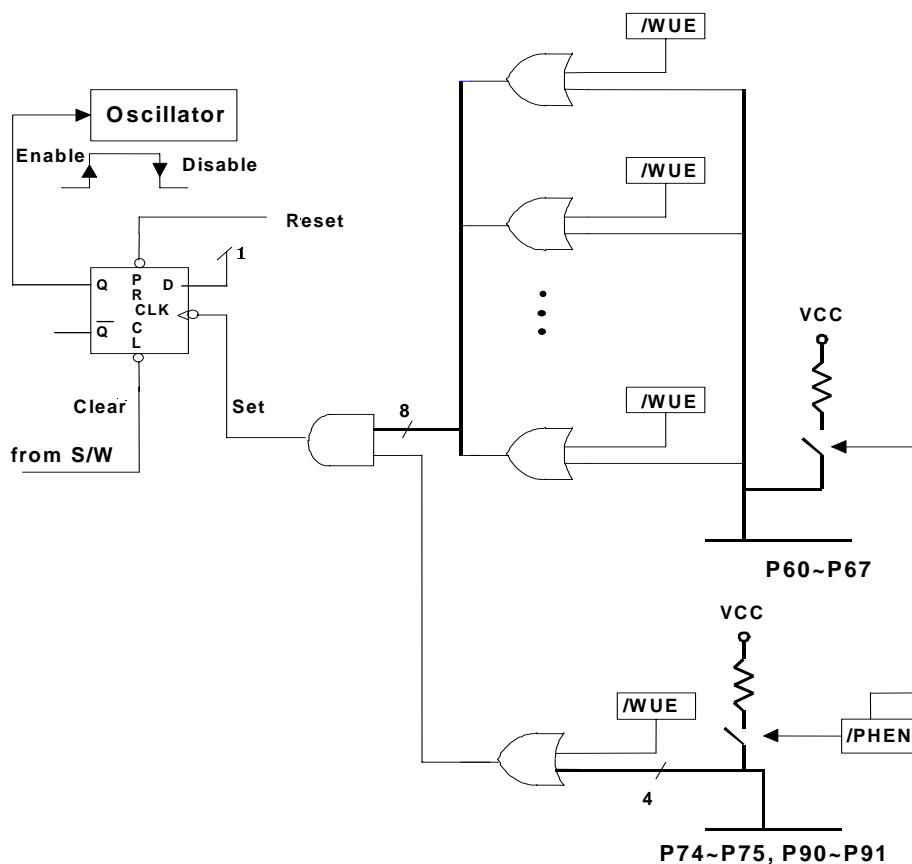 /WUE
Oscillator
Enable
Disable
/WUE
Reset
1
Q
P
R
D
CLK
Q
C
L
VCC
Clear
Set
8
/WUE
from S/W
P60~P67
VCC
/WUE
/PHEN
4
P74~P75, P90~P91